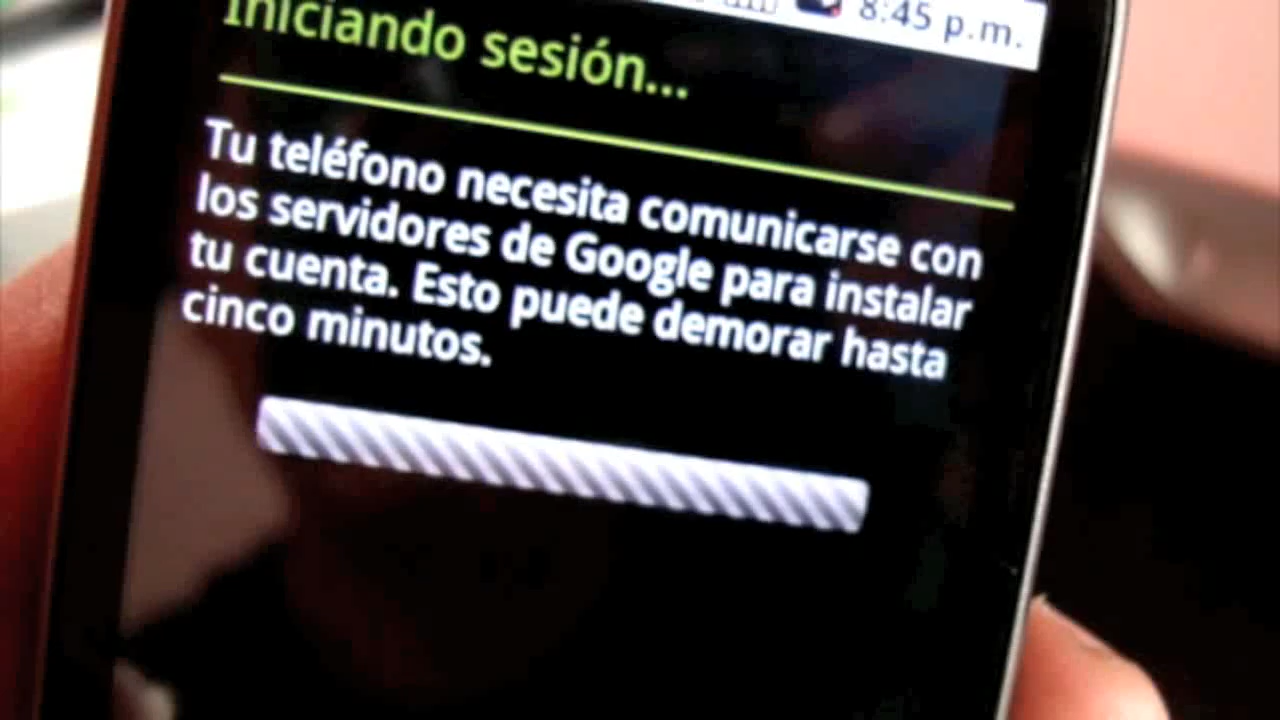 8:45 p.m.
Iniciando sesión...
Tu teléfono necesita comunicarse con
los servidores de Google para instalar
tu cuenta. Esto puede demorar hasta
cinco minutos.